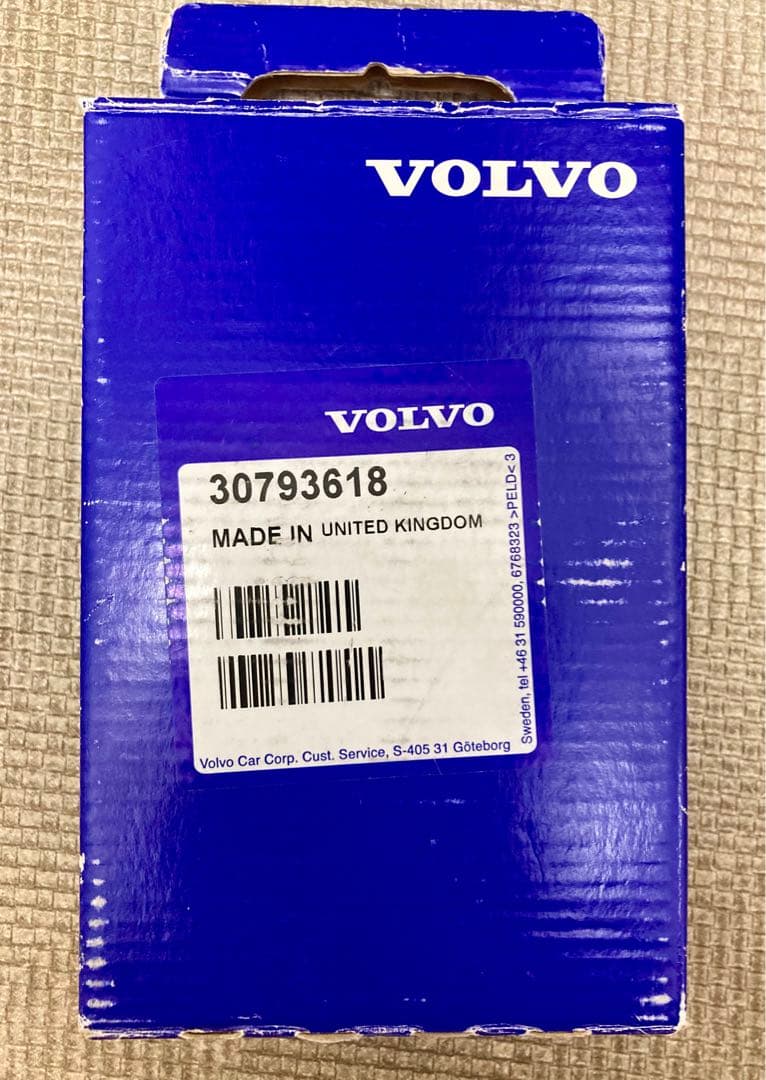 VOLVO
VOLVO
30793618
MADE IN UNITED KINGDOM
Volvo Car Corp. Cust. Service, S-405 31 Göteborg
Sweden, tel +46 31 590000, 6768323 >PELD< 3